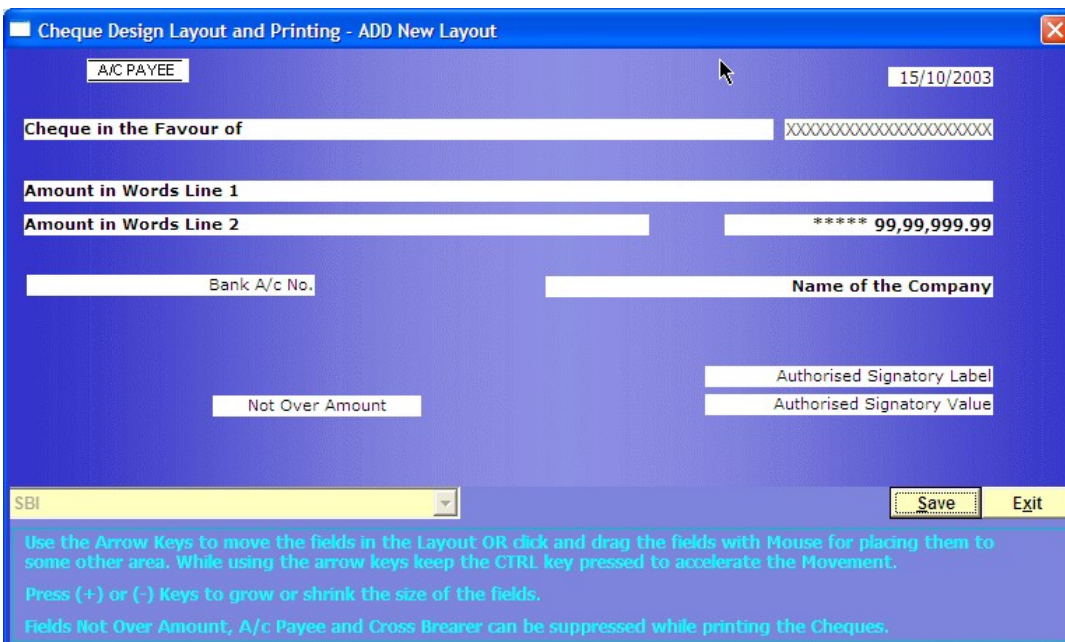 Cheque Design Layout and Printing - ADD New Layout
A/C PAYEE
15/10/2003
Cheque in the Favour of
XXXXXXXXXXXXXXXXXXXXX
Amount in Words Line 1
Amount in Words Line 2
***** 99,99,999.99
Bank A/c No.
Name of the Company
Authorised Signatory Label
Not Over Amount
Authorised Signatory Value
SBI
Save
Exit
Use the Arrow Keys to move the fields in the Layout OR click and drag the fields with Mouse for placing them to
some other area. While using the arrow keys keep the CTRL key pressed to accelerate the Movement.
Press (+) or (-) Keys to grow or shrink the size of the fields.
Fields Not Over Amount, A/c Payee and Cross Brearer can be suppressed while printing the Cheques.